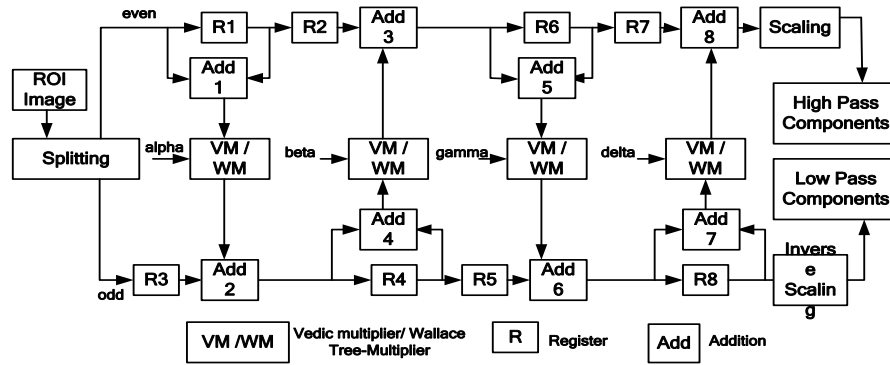 even
R1
R2
Add
3
R6
R7
Add
8
Scaling
ROI
Image
Add
1
Add
5
High Pass
Components
Splitting
alpha
VM /
WM
beta
VM /
WM
gamma
VM /
WM
delta
VM /
WM
Low Pass
Components
Add
4
Add
7
odd
R3
Add
2
R4
R5
Add
6
R8
Invers
e
Scalin
g
VM /WM
Vedic multiplier/ Wallace
Tree-Multiplier
R
Register
Add
Addition